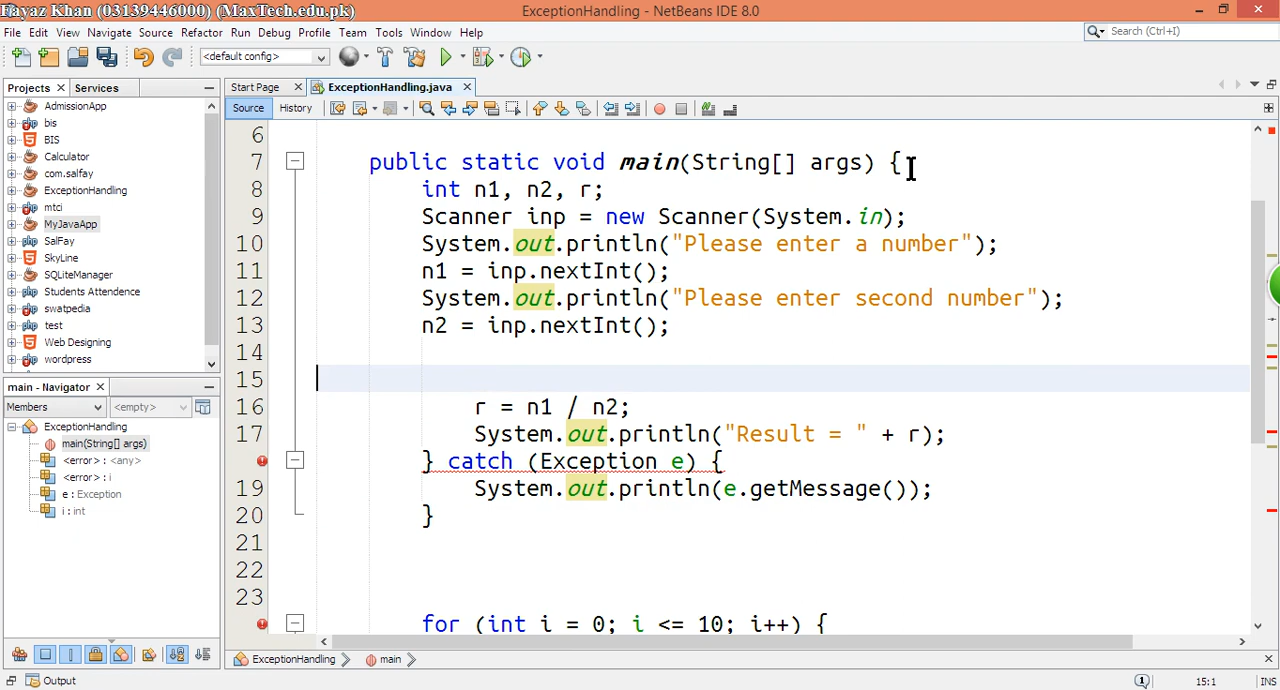 Fayaz Khan (03139446000) (MaxTech.edu.pk)
ExceptionHandling - NetBeans IDE 8.0
File Edit View Navigate Source Refactor Run Debug Profile Team Tools Window Help
Search (Ctrl+I)
<default config>
Projects Services
Start Page ExceptionHandling.java
Source History
AdmissionApp
bis
BIS
Calculator
com.salfay
ExceptionHandling
mtci
MyJavaApp
SalFay
SkyLine
SQLiteManager
Students Attendence
swatpedia
test
Web Designing
wordpress
main - Navigator
Members <empty>
ExceptionHandling
main(String[] args)
<error> : <any>
<error> : i
e : Exception
i : int
6
7 public static void main(String[] args) {
8 int n1, n2, r;
9 Scanner inp = new Scanner(System.in);
10 System.out.println("Please enter a number");
11 n1 = inp.nextInt();
12 System.out.println("Please enter second number");
13 n2 = inp.nextInt();
14
15
16 r = n1 / n2;
17 System.out.println("Result = " + r);
} catch (Exception e) {
19 System.out.println(e.getMessage());
20 }
21
22
23
for (int i = 0; i <= 10; i++) {
ExceptionHandling main
Output
1
15:1
INS